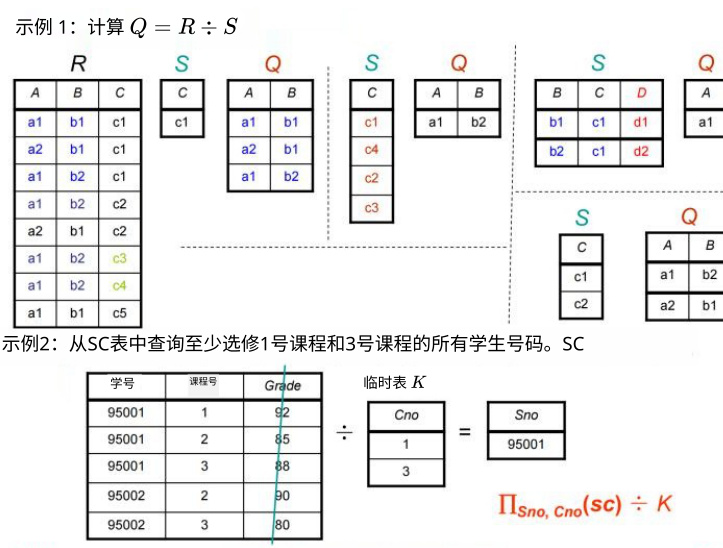 示例 1：计算 Q = R ÷ S
R S Q S Q S Q
A B C C A B C A B B C D A
a1 b1 c1 c1 a1 b1 c1 a1 b2 b1 c1 d1 a1
a2 b1 c1 a2 b1 c4 b2 c1 d2
a1 b2 c1 a1 b2 c2
a1 b2 c2 c3
a2 b1 c2 S Q
a1 b2 c3 C A B
a1 b2 c4 c1 a1 b2
a1 b1 c5 c2 a2 b1
示例2：从SC表中查询至少选修1号课程和3号课程的所有学生号码。SC
学号 课程号 Grade 临时表 K
95001 1 92 Cno Sno
95001 2 85 ÷ 1 = 95001
95001 3 88 3
95002 2 90
95002 3 80
∏Sno, Cno(sc) ÷ K